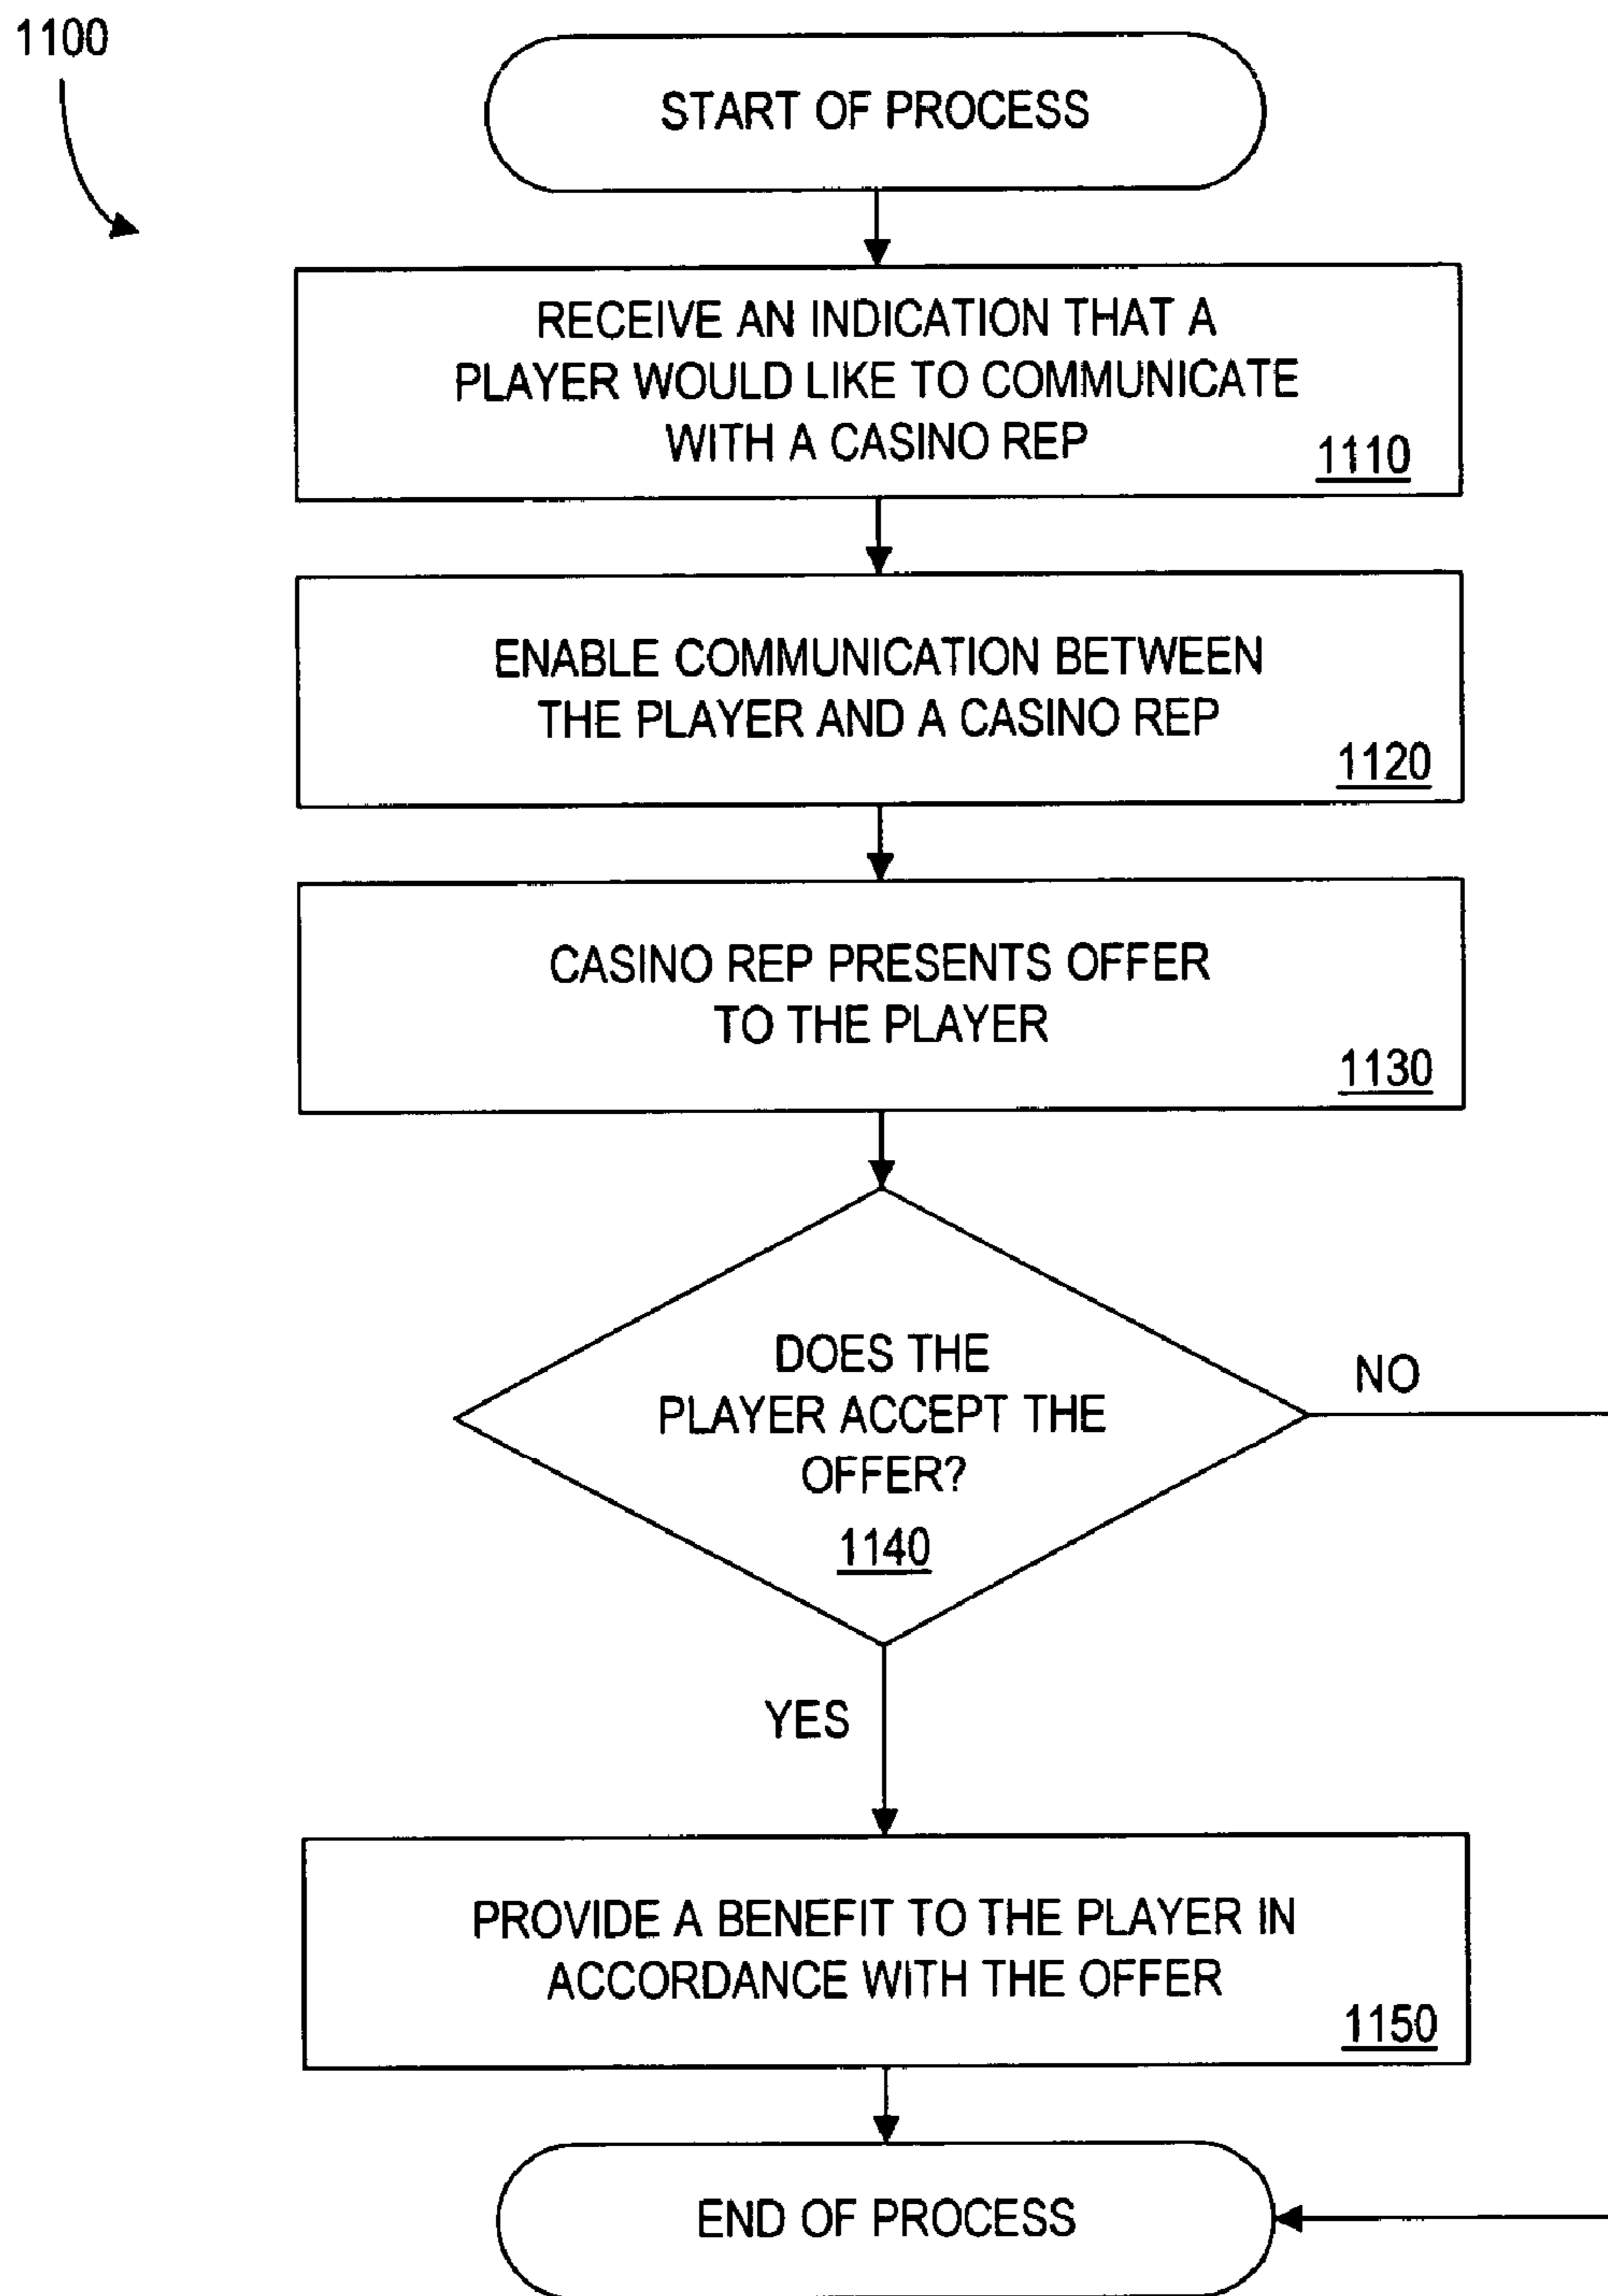 1100
START OF PROCESS
RECEIVE AN INDICATION THAT A
PLAYER WOULD LIKE TO COMMUNICATE
WITH A CASINO REP
1110
ENABLE COMMUNICATION BETWEEN
THE PLAYER AND A CASINO REP
1120
CASINO REP PRESENTS OFFER
TO THE PLAYER
1130
DOES THE
PLAYER ACCEPT THE
OFFER?
1140
NO
YES
PROVIDE A BENEFIT TO THE PLAYER IN
ACCORDANCE WITH THE OFFER
1150
END OF PROCESS